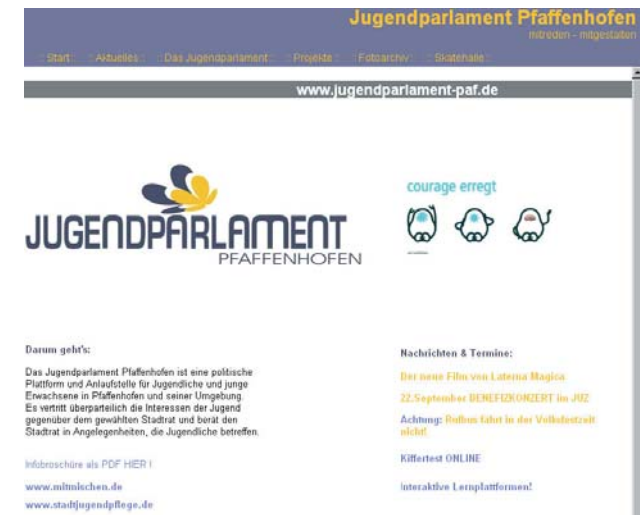 Jugendparlament Pfaffenhofen
mitreden - mitgestalten
:: Start:: :: Aktuelles:: :: Das Jugendparlament:: :: Projekte:: :: Fotoarchiv:: :: Skatehalle::
www.jugendparlament-paf.de
JUGENDPARLAMENT
PFAFFENHOFEN
courage erregt
Darum geht's:
Das Jugendparlament Pfaffenhofen ist eine politische
Plattform und Anlaufstelle für Jugendliche und junge
Erwachsene in Pfaffenhofen und seiner Umgebung.
Es vertritt überparteilich die Interessen der Jugend
gegenüber dem gewählten Stadtrat und berät den
Stadtrat in Angelegenheiten, die Jugendliche betreffen.
Infobroschüre als PDF HIER !
www.mitmischen.de
www.stadtjugendpflege.de
Nachrichten & Termine:
Der neue Film von Laterna Magica
22.September BENEFIZKONZERT im JUZ
Achtung: Rufbus fährt in der Volksfestzeit
nicht!
Kiffertest ONLINE
Interaktive Lernplattformen!